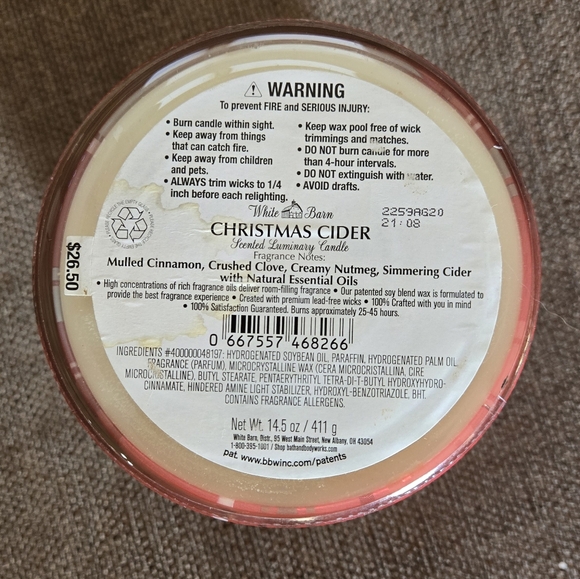 ⚠ WARNING
To prevent FIRE and SERIOUS INJURY:
• Burn candle within sight.
• Keep away from things
that can catch fire.
• Keep away from children
and pets.
• ALWAYS trim wicks to 1/4
inch before each relighting.
• Keep wax pool free of wick
trimmings and matches.
• DO NOT burn candle for more
than 4-hour intervals.
• DO NOT extinguish with water.
• AVOID drafts.
White Barn
2259AG20
21:08
CHRISTMAS CIDER
Scented Luminary Candle
Fragrance Notes:
Mulled Cinnamon, Crushed Clove, Creamy Nutmeg, Simmering Cider
with Natural Essential Oils
• High concentrations of rich fragrance oils deliver room-filling fragrance • Our patented soy blend wax is formulated to
provide the best fragrance experience • Created with premium lead-free wicks • 100% Crafted with you in mind
• 100% Satisfaction Guaranteed. Burns approximately 25-45 hours.
$26.50
0 667557 468266
INGREDIENTS #400000048197: HYDROGENATED SOYBEAN OIL, PARAFFIN, HYDROGENATED PALM OIL,
FRAGRANCE (PARFUM), MICROCRYSTALLINE WAX (CERA MICROCRISTALLINA, CIRE
MICROCRISTALLINE), BUTYL STEARATE, PENTAERYTHRITYL TETRA-DI-T-BUTYL HYDROXYHYDRO-
CINNAMATE, HINDERED AMINE LIGHT STABILIZER, HYDROXYL-BENZOTRIAZOLE, BHT.
CONTAINS FRAGRANCE ALLERGENS.
Net Wt. 14.5 oz / 411 g
White Barn, Distr., 95 West Main Street, New Albany, OH 43054
1-800-395-1001 / Shop bathandbodyworks.com
pat. www.bbwinc.com/patents